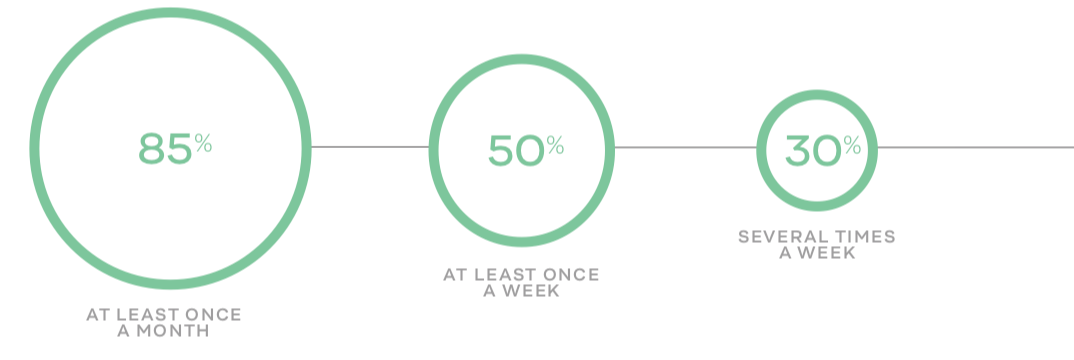 85%
AT LEAST ONCE
A MONTH
50%
AT LEAST ONCE
A WEEK
30%
SEVERAL TIMES
A WEEK